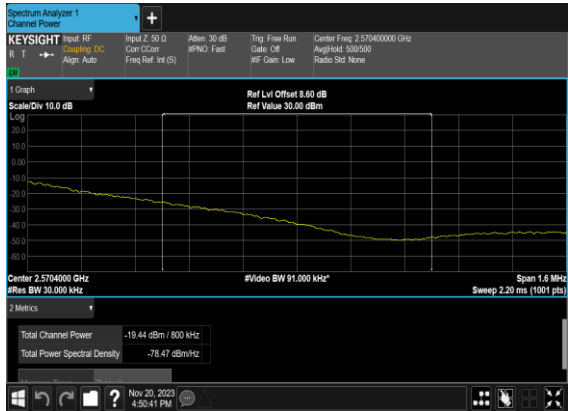 Spectrum Analyzer 1
Channel Power
+
KEYSIGHT
R T
LXI
Input: RF
Coupling: DC
Align: Auto
Input Z: 50 Ω
Corr CCorr
Freq Ref: Int (S)
Atten: 30 dB
#PNO: Fast
Trig: Free Run
Gate: Off
#IF Gain: Low
Center Freq: 2.570400000 GHz
Avg|Hold: 500/500
Radio Std: None
1 Graph
Scale/Div 10.0 dB
Ref Lvl Offset 8.60 dB
Ref Value 30.00 dBm
Log
20.0
10.0
0.00
-10.0
-20.0
-30.0
-40.0
-50.0
-60.0
Center 2.5704000 GHz
#Res BW 30.000 kHz
#Video BW 91.000 kHz*
Span 1.6 MHz
Sweep 2.20 ms (1001 pts)
2 Metrics
Total Channel Power -19.44 dBm / 800 kHz
Total Power Spectral Density -78.47 dBm/Hz
?
Nov 20, 2023
4:50:41 PM